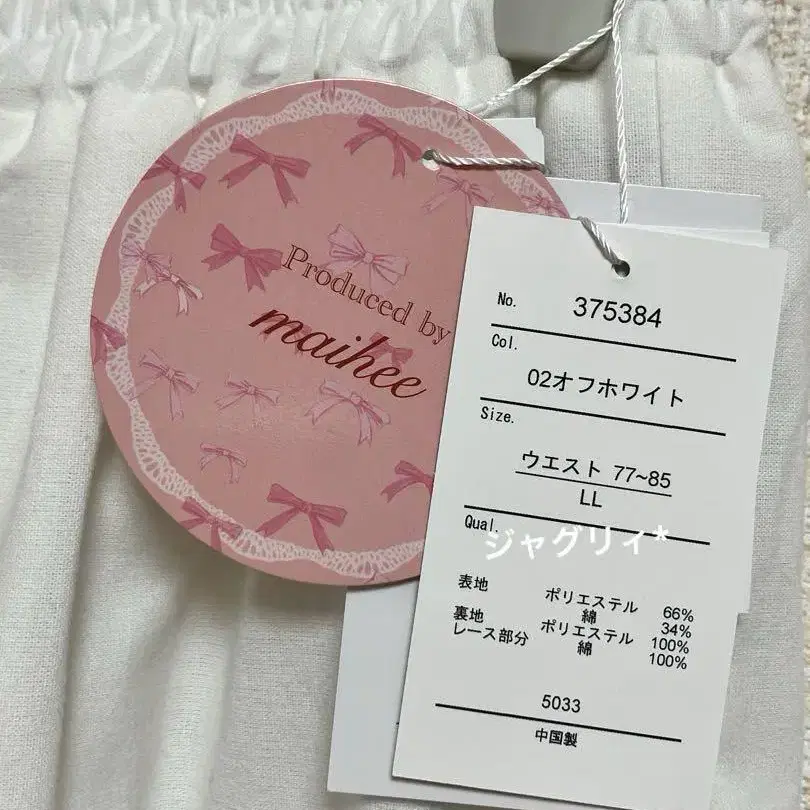 Produced by
maihee
No. 375384
Col.
02オフホワイト
Size.
ウエスト 77~85
LL
Qual.
ジャグリィ*
表地 ポリエステル 66%
綿 34%
裏地 ポリエステル 100%
レース部分 綿 100%
5033
中国製